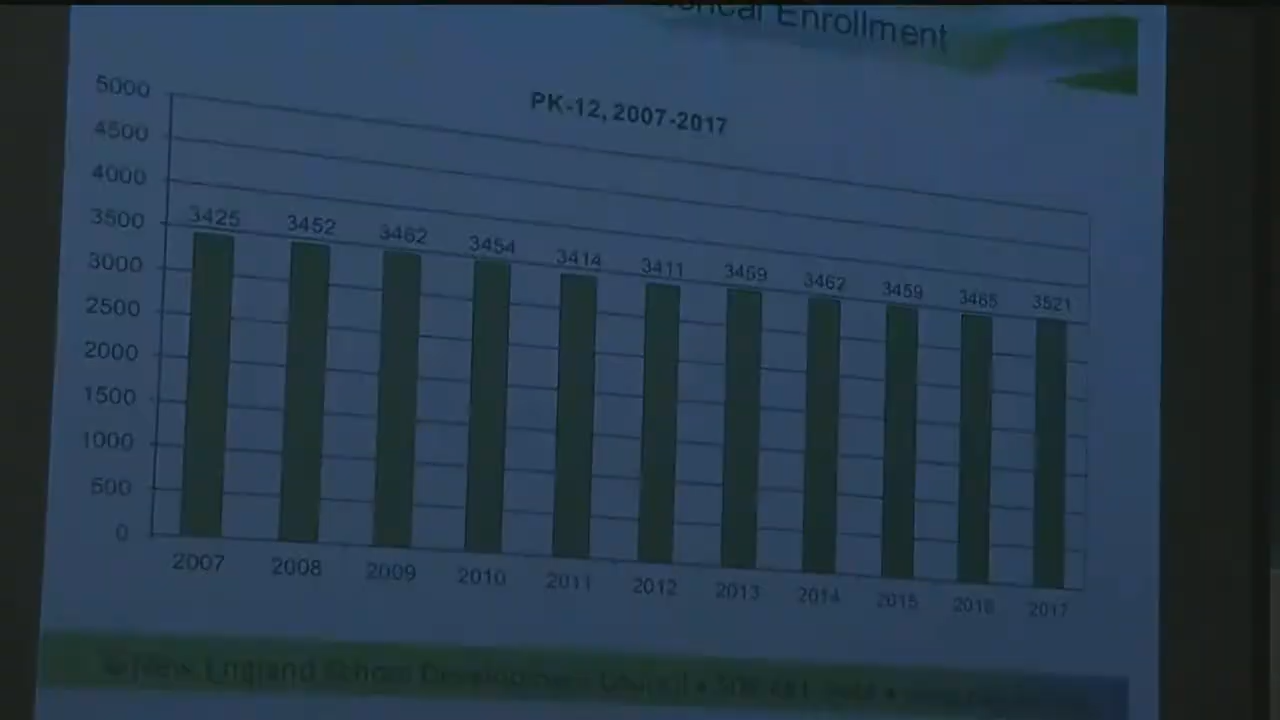 Enrollment
PK-12, 2007-2017
5000
4500
4000
3500
3000
2500
2000
1500
1000
500
0
3425 3452 3462 3454 3414 3411 3459 3462 3459 3465 3521
2007 2008 2009 2010 2011 2012 2013 2014 2015 2016 2017
© New England School Development Council •